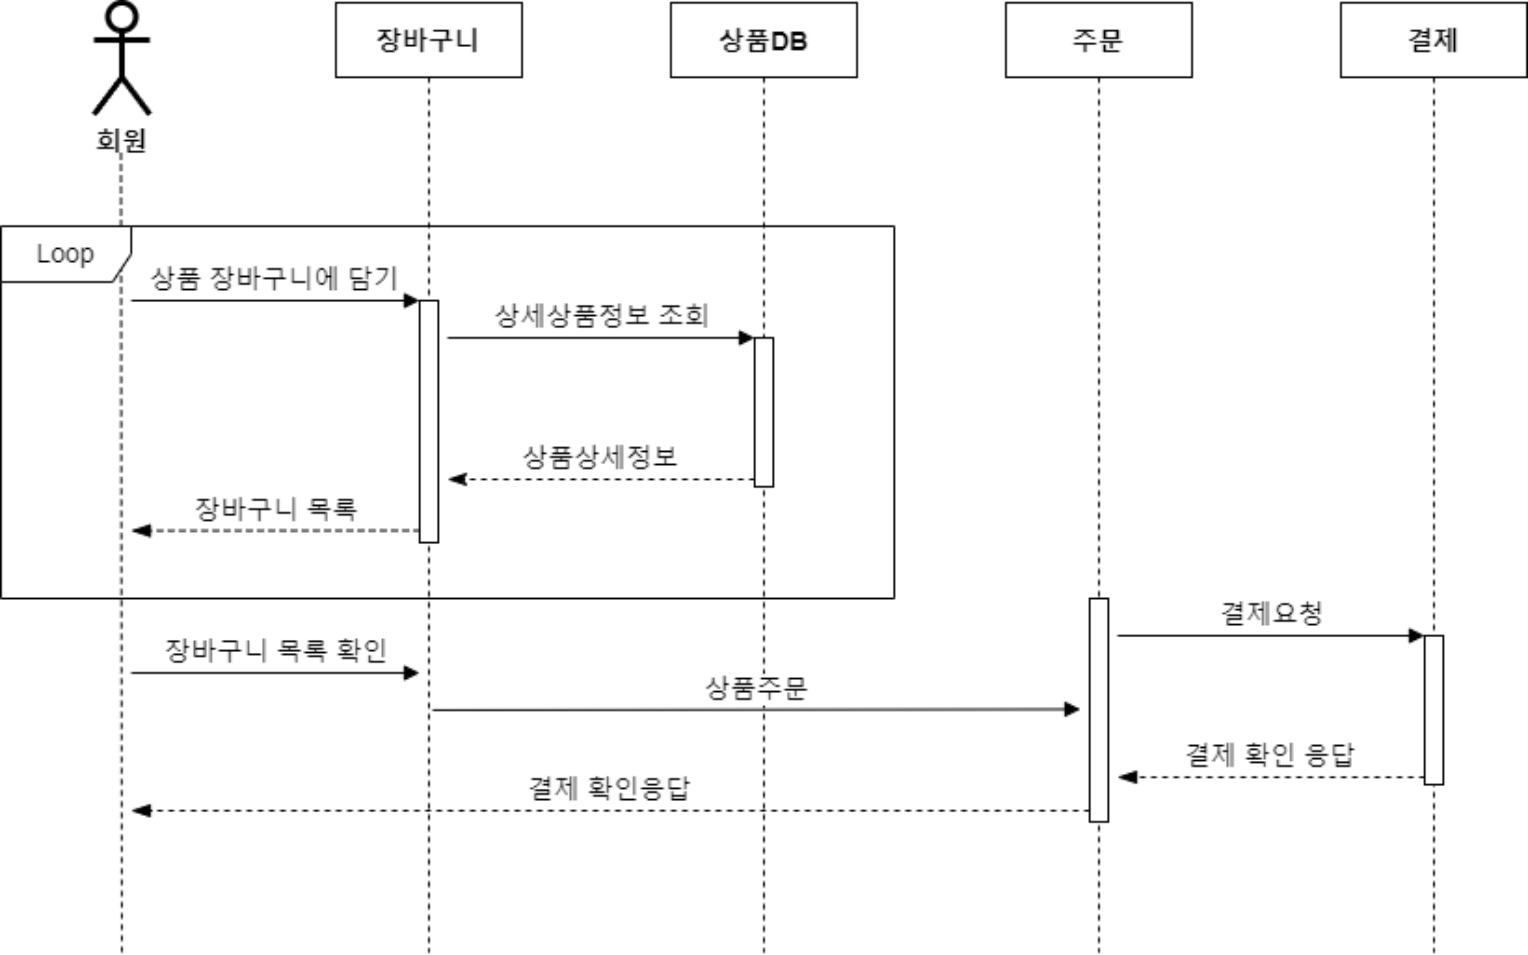 회원
장바구니
상품DB
주문
결제
Loop
상품 장바구니에 담기
상세상품정보 조회
상품상세정보
장바구니 목록
결제요청
장바구니 목록 확인
상품주문
결제 확인 응답
결제 확인응답